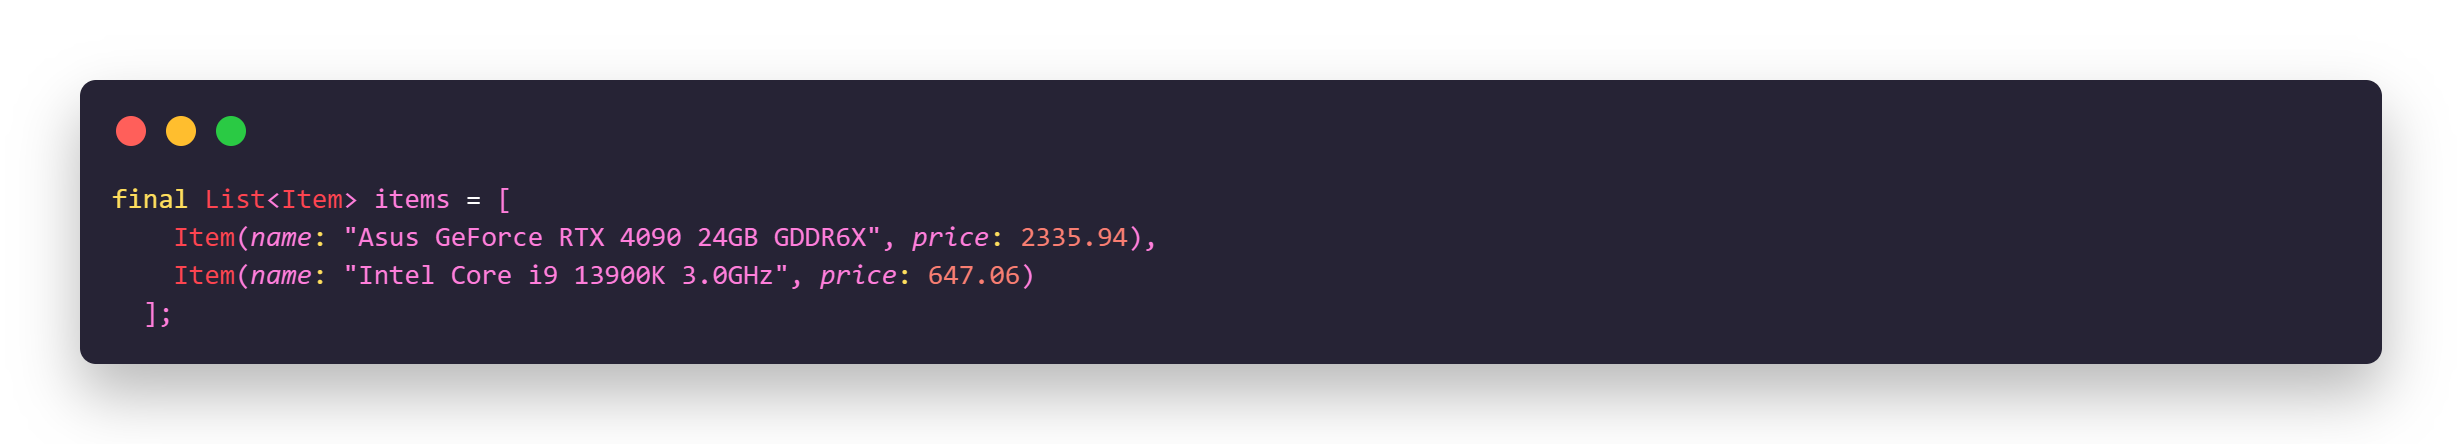 final List<Item> items = [
    Item(name: "Asus GeForce RTX 4090 24GB GDDR6X", price: 2335.94),
    Item(name: "Intel Core i9 13900K 3.0GHz", price: 647.06)
  ];